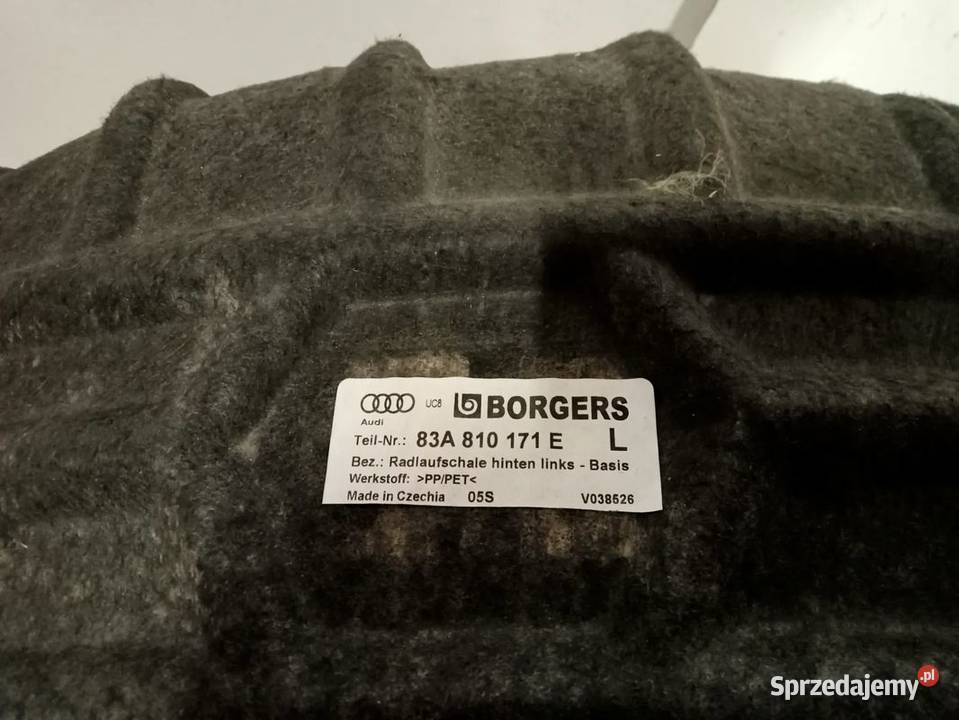 UC8 BORGERS
Audi
Teil-Nr.: 83A 810 171 E L
Bez.: Radlaufschale hinten links - Basis
Werkstoff: >PP/PET<
Made in Czechia 05S V038526
Sprzedajemy.pl